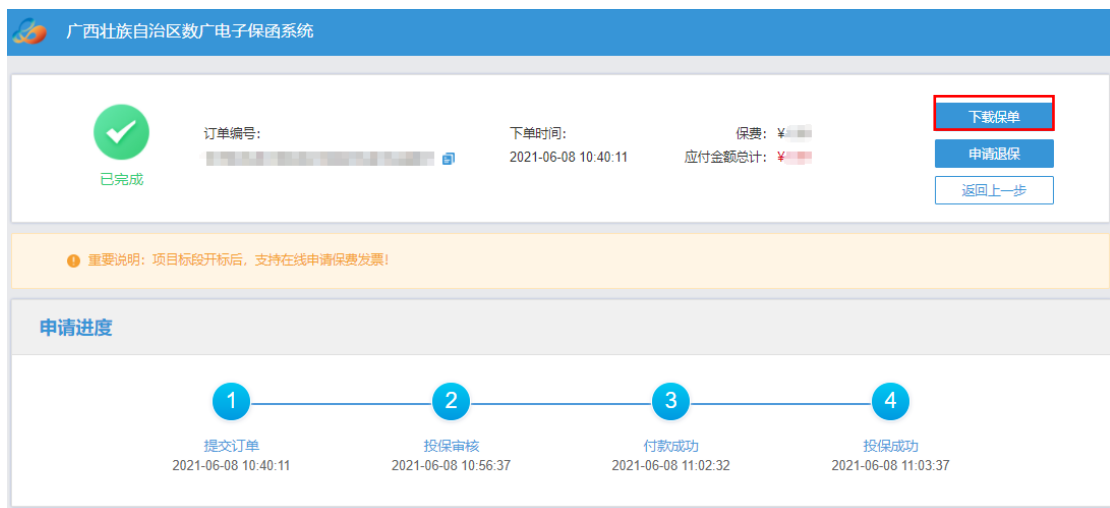 广西壮族自治区数广电子保函系统
订单编号：
下单时间：
2021-06-08 10:40:11
保费：¥
应付金额总计：¥
下载保单
申请退保
返回上一步
已完成
重要说明：项目标段开标后，支持在线申请保费发票！
申请进度
1 2 3 4
提交订单 投保审核 付款成功 投保成功
2021-06-08 10:40:11 2021-06-08 10:56:37 2021-06-08 11:02:32 2021-06-08 11:03:37